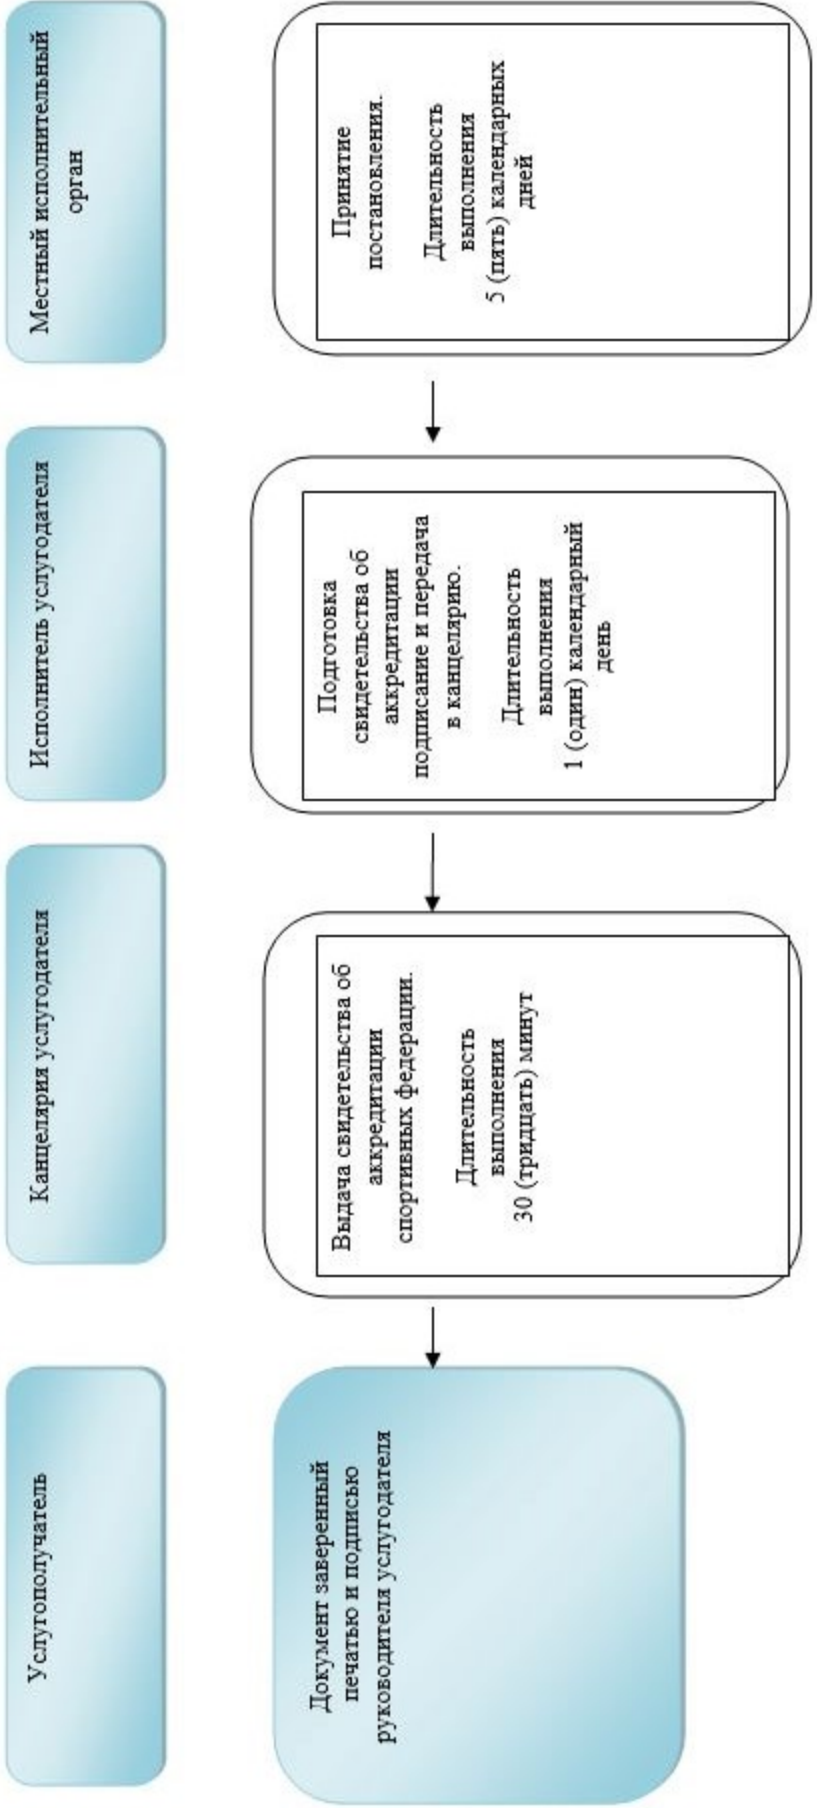 Услугополучатель
Канцелярия услугодателя
Исполнитель услугодателя
Местный исполнительный
орган
Документ заверенный
печатью и подписью
руководителя услугодателя
Выдача свидетельства об
аккредитации
спортивных федерации.
Длительность
выполнения
30 (тридцать) минут
Подготовка
свидетельства об
аккредитации
подписание и передача
в канцелярию.
Длительность
выполнения
1 (один) календарный
день
Принятие
постановления.
Длительность
выполнения
5 (пять) календарных
дней